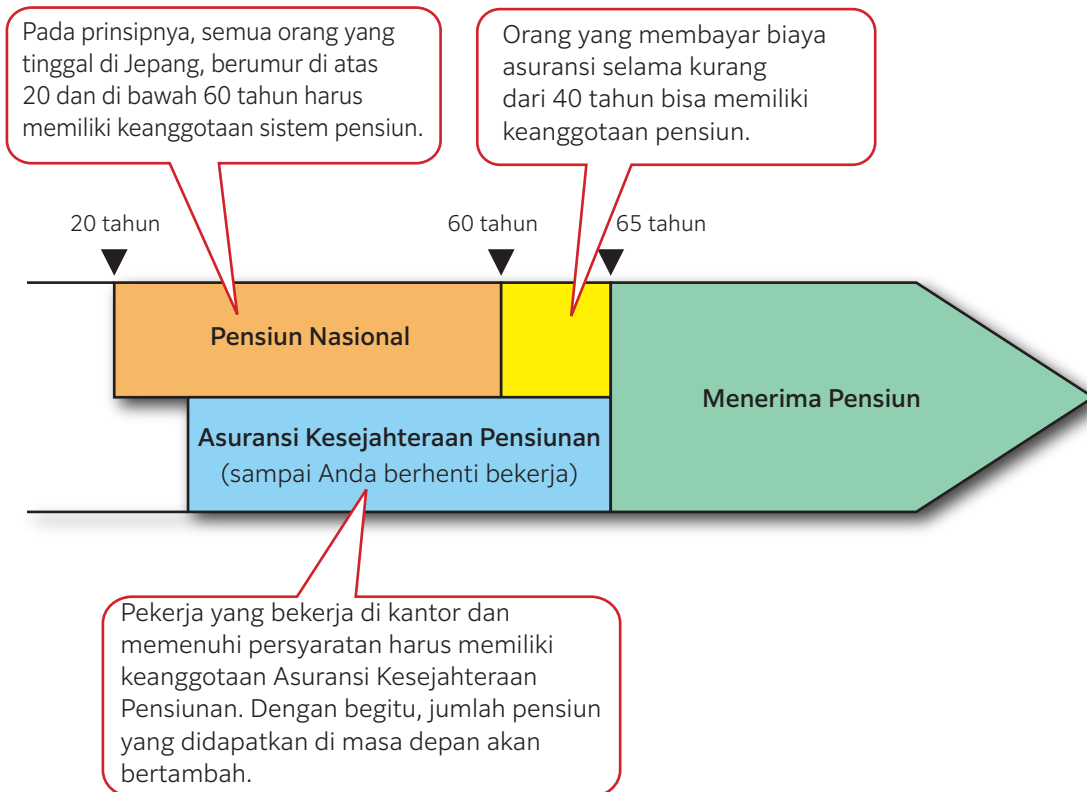 Pada prinsipnya, semua orang yang
tinggal di Jepang, berumur di atas
20 dan di bawah 60 tahun harus
memiliki keanggotaan sistem pensiun.
Orang yang membayar biaya
asuransi selama kurang
dari 40 tahun bisa memiliki
keanggotaan pensiun.
20 tahun
60 tahun
65 tahun
Pensiun Nasional
Menerima Pensiun
Asuransi Kesejahteraan Pensiunan
(sampai Anda berhenti bekerja)
Pekerja yang bekerja di kantor dan
memenuhi persyaratan harus memiliki
keanggotaan Asuransi Kesejahteraan
Pensiunan. Dengan begitu, jumlah pensiun
yang didapatkan di masa depan akan
bertambah.